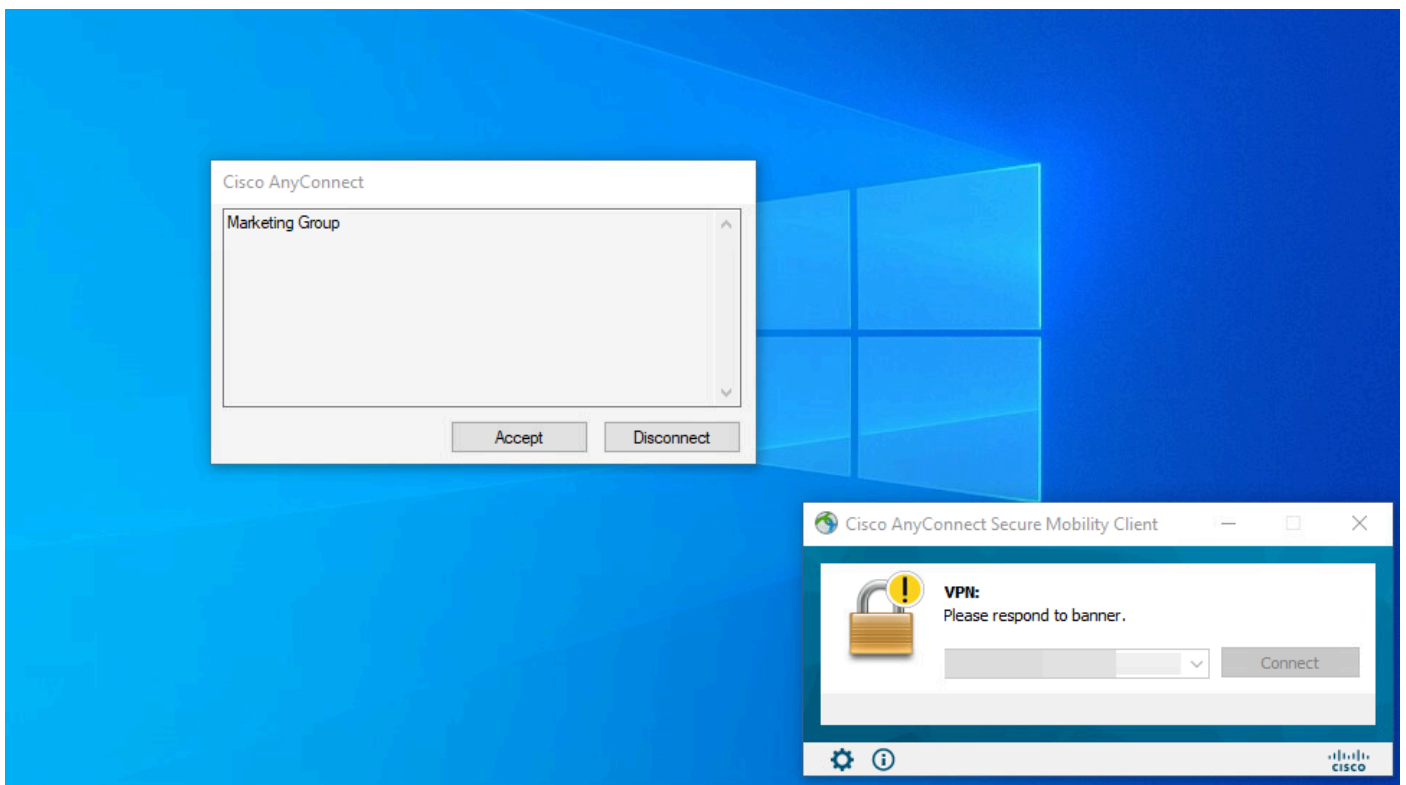 Cisco AnyConnect
Marketing Group
Accept
Disconnect
Cisco AnyConnect Secure Mobility Client
VPN:
Please respond to banner.
Connect
CISCO